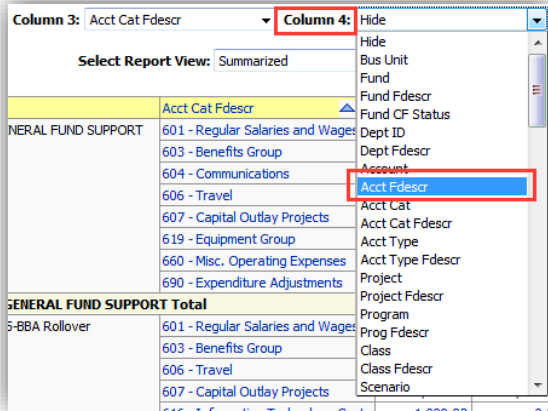 Column 3: Acct Cat Fdescr Column 4: Hide
Select Report View: Summarized
Hide
Bus Unit
Fund
Fund Fdescr
Fund CF Status
Dept ID
Dept Fdescr
Account
Acct Fdescr
Acct Cat
Acct Cat Fdescr
Acct Type
Acct Type Fdescr
Project
Project Fdescr
Program
Prog Fdescr
Class
Class Fdescr
Scenario
Acct Cat Fdescr
NERAL FUND SUPPORT 601 - Regular Salaries and Wages
603 - Benefits Group
604 - Communications
606 - Travel
607 - Capital Outlay Projects
619 - Equipment Group
660 - Misc. Operating Expenses
690 - Expenditure Adjustments
GENERAL FUND SUPPORT Total
-BBA Rollover 601 - Regular Salaries and Wages
603 - Benefits Group
606 - Travel
607 - Capital Outlay Projects